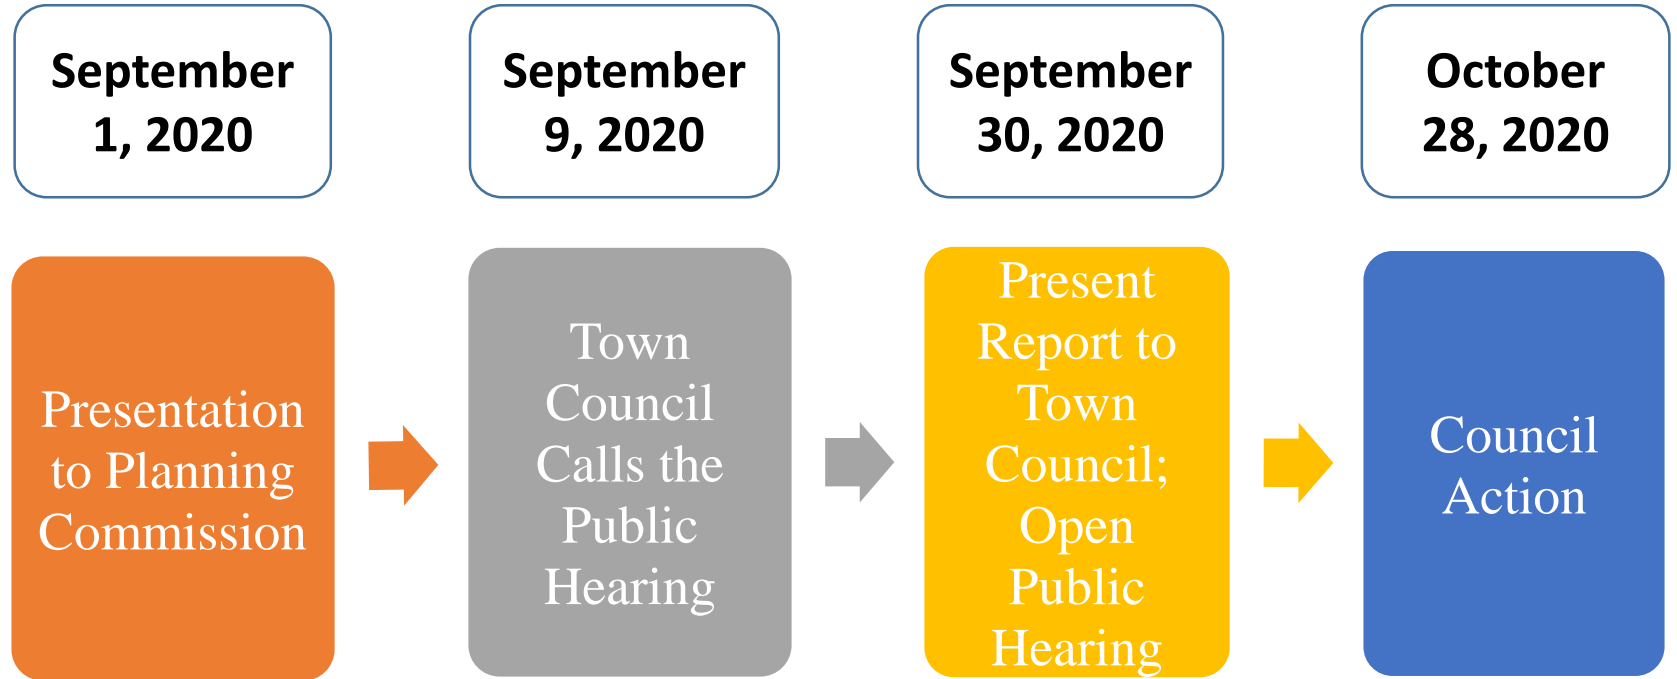 September
1, 2020
September
9, 2020
September
30, 2020
October
28, 2020
Presentation
to Planning
Commission
Town
Council
Calls the
Public
Hearing
Present
Report to
Town
Council;
Open
Public
Hearing
Council
Action